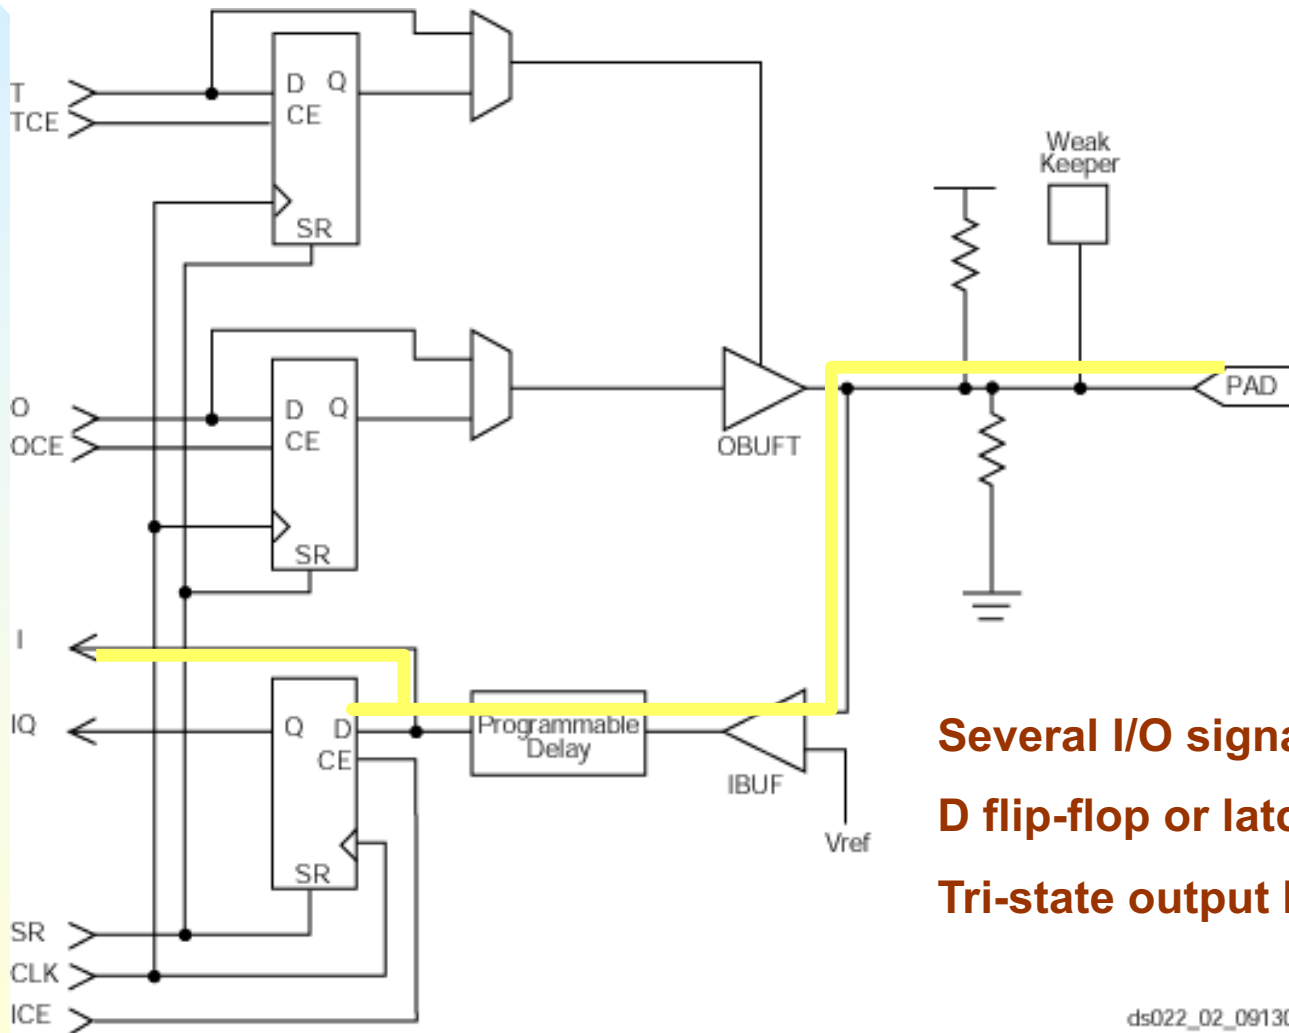 T
TCE
D Q
CE
SR
Weak
Keeper
O
OCE
D Q
CE
SR
OBUFT
PAD
I
IQ
Q D
CE
SR
Programmable
Delay
IBUF
Vref
Several I/O signa
D flip-flop or latc
Tri-state output
SR
CLK
ICE
ds022_02_0913